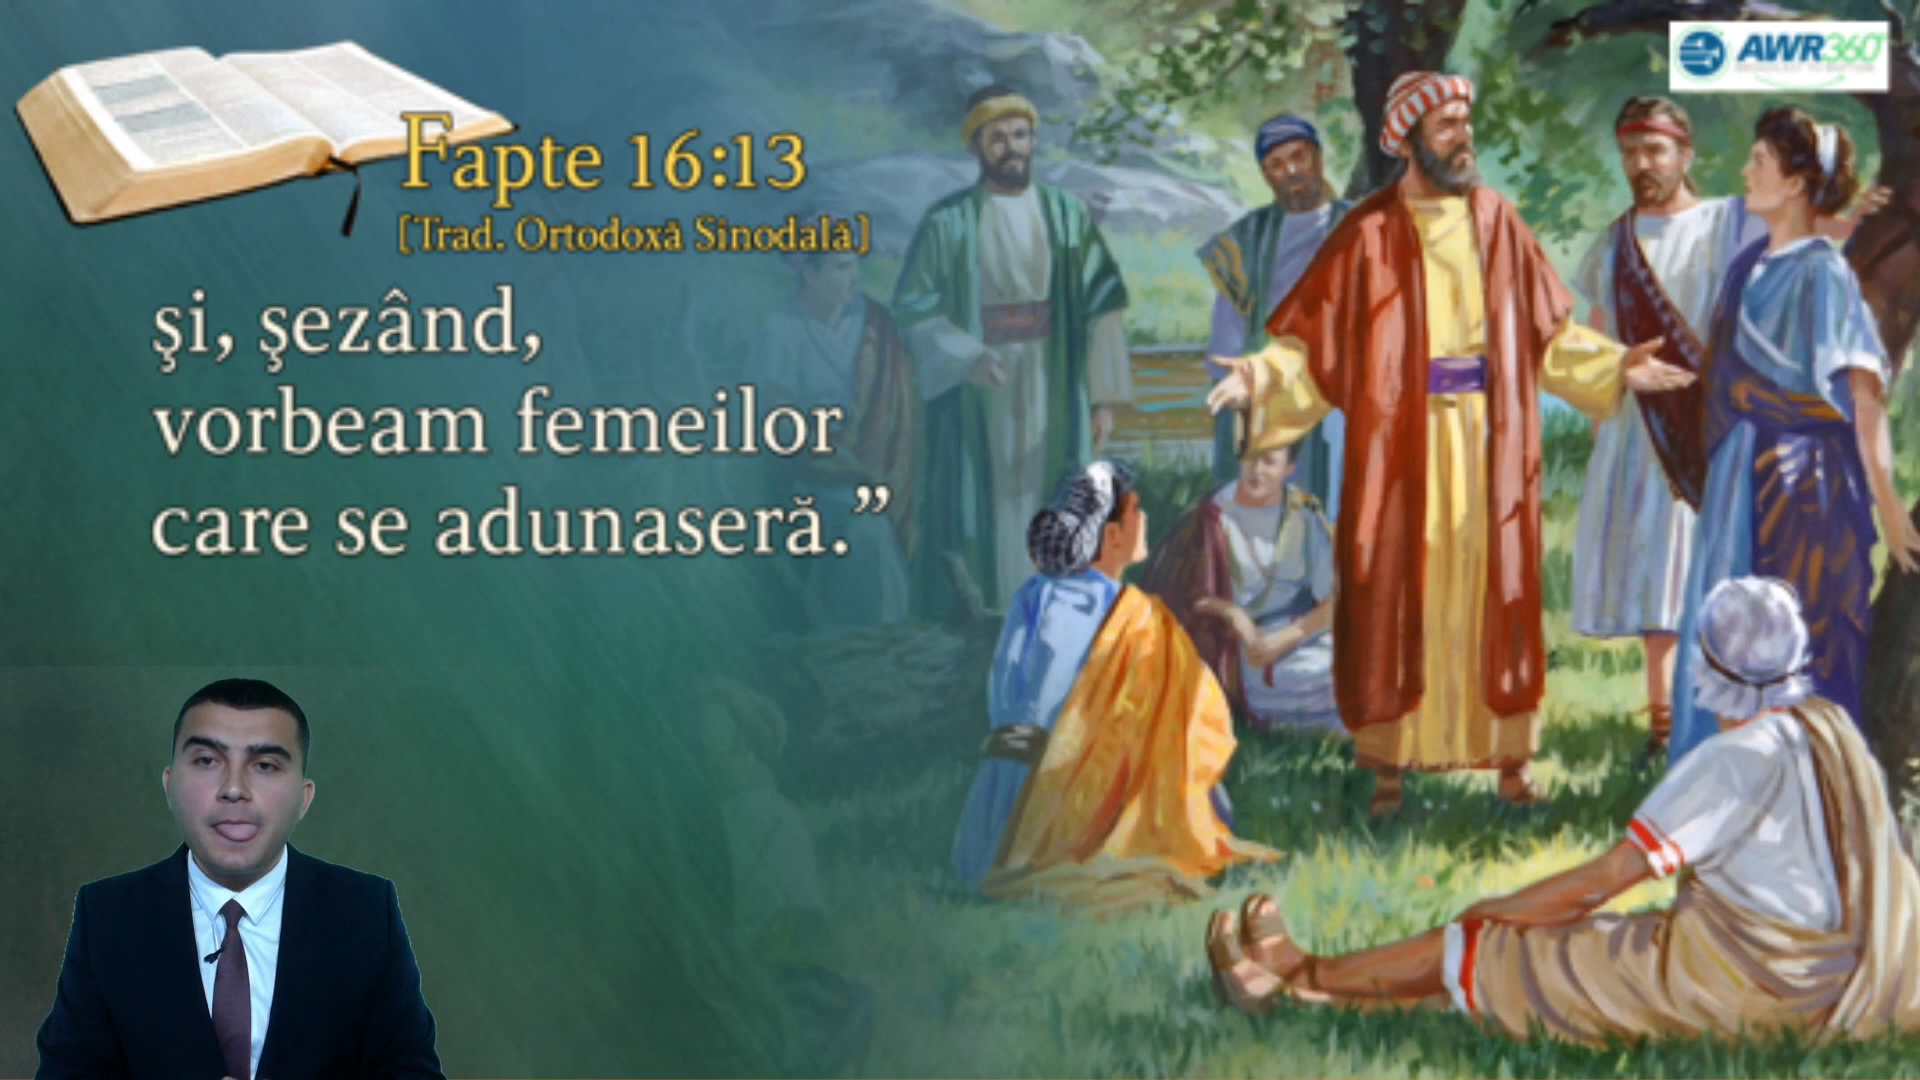 Fapte 16:13
[Trad. Ortodoxă Sinodală]
şi, şezând,
vorbeam femeilor
care se adunaseră.”
AWR360°